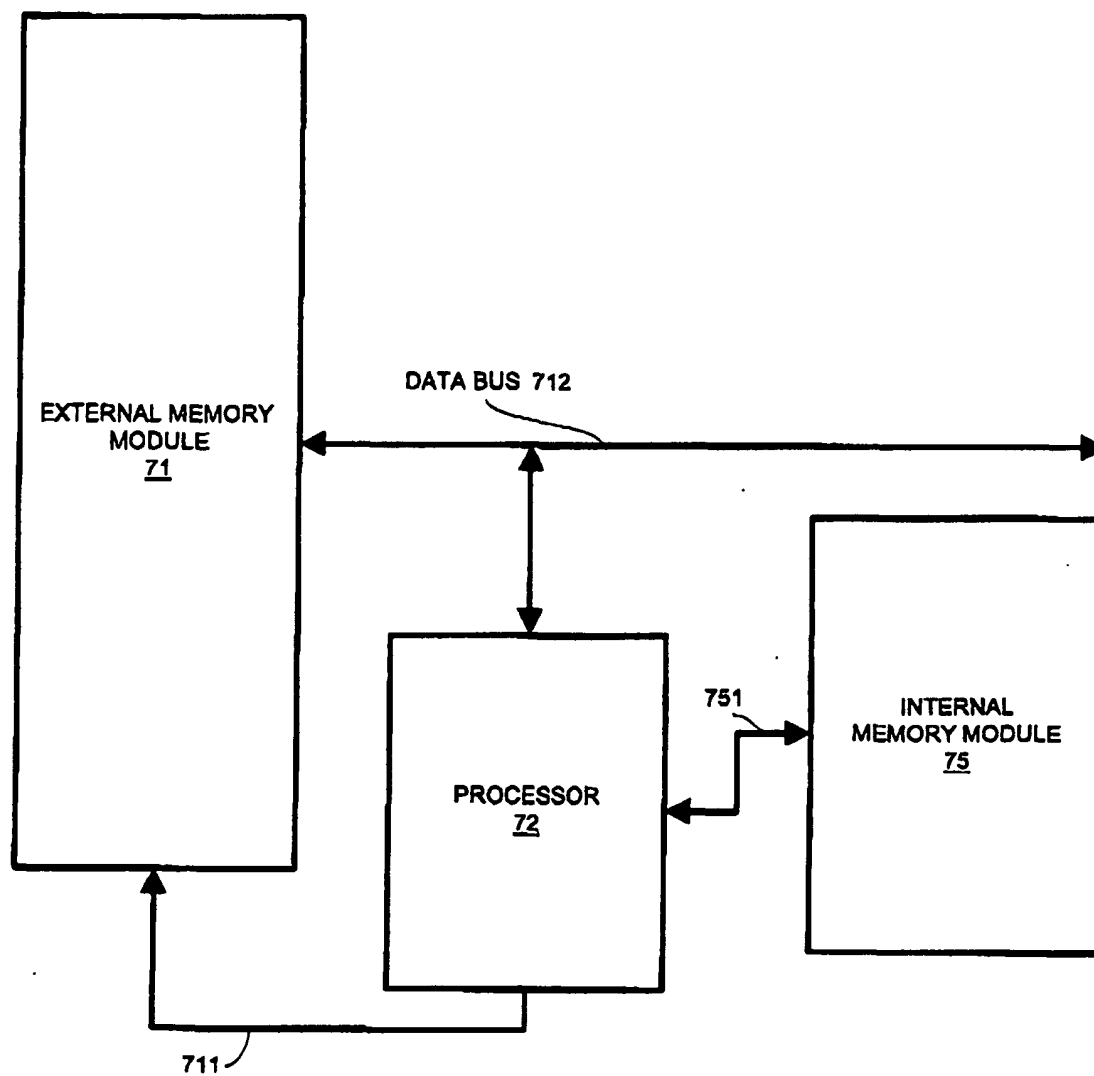 DATA BUS 712
EXTERNAL MEMORY
MODULE
71
751
INTERNAL
MEMORY MODULE
75
PROCESSOR
72
711